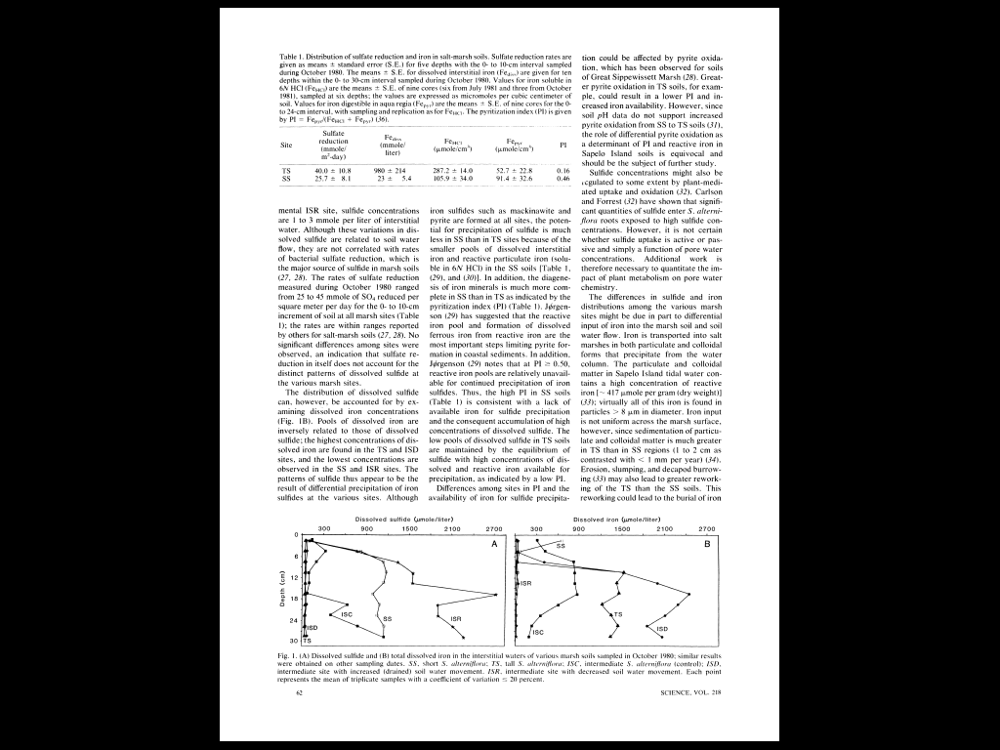 Table 1. Distribution of sulfate reduction and iron in salt-marsh soils. Sulfate reduction rates are
given as means ± standard error (S.E.) for five depths with the 0- to 10-cm interval sampled
during October 1980. The means ± S.E. for dissolved interstitial iron (Fediss) are given for ten
depths within the 0- to 30-cm interval sampled during October 1980. Values for iron soluble in
6N HCl (FeHCl) are the means ± S.E. of nine cores (six from July 1981 and three from October
1981), sampled at six depths; the values are expressed as micromoles per cubic centimeter of
soil. Values for iron digestible in aqua regia (Fepyr) are the means ± S.E. of nine cores for the 0-
to 24-cm interval, with sampling and replication as for FeHCl. The pyritization index (PI) is given
by PI = Fepyr/(FeHCl + Fepyr) (36).
Site Sulfate reduction (mmole/m²-day) Fediss (mmole/liter) FeHCl (μmole/cm³) Fepyr (μmole/cm³) PI
TS 40.0 ± 10.8 980 ± 214 287.2 ± 14.0 52.7 ± 22.8 0.16
SS 25.7 ± 8.1 23 ± 5.4 105.9 ± 34.0 91.4 ± 32.6 0.46
mental ISR site, sulfide concentrations
are 1 to 3 mmole per liter of interstitial
water. Although these variations in dis-
solved sulfide are related to soil water
flow, they are not correlated with rates
of bacterial sulfate reduction, which is
the major source of sulfide in marsh soils
(27, 28). The rates of sulfate reduction
measured during October 1980 ranged
from 25 to 45 mmole of SO4 reduced per
square meter per day for the 0- to 10-cm
increment of soil at all marsh sites (Table
1); the rates are within ranges reported
by others for salt-marsh soils (27, 28). No
significant differences among sites were
observed, an indication that sulfate re-
duction in itself does not account for the
distinct patterns of dissolved sulfide at
the various marsh sites.
The distribution of dissolved sulfide
can, however, be accounted for by ex-
amining dissolved iron concentrations
(Fig. 1B). Pools of dissolved iron are
inversely related to those of dissolved
sulfide; the highest concentrations of dis-
solved iron are found in the TS and ISD
sites, and the lowest concentrations are
observed in the SS and ISR sites. The
patterns of sulfide thus appear to be the
result of differential precipitation of iron
sulfides at the various sites. Although
iron sulfides such as mackinawite and
pyrite are formed at all sites, the poten-
tial for precipitation of sulfide is much
less in SS than in TS sites because of the
smaller pools of dissolved interstitial
iron and reactive particulate iron (solu-
ble in 6N HCl) in the SS soils [Table 1,
(29), and (30)]. In addition, the diagene-
sis of iron minerals is much more com-
plete in SS than in TS as indicated by the
pyritization index (PI) (Table 1). Jørgen-
son (29) has suggested that the reactive
iron pool and formation of dissolved
ferrous iron from reactive iron are the
most important steps limiting pyrite for-
mation in coastal sediments. In addition,
Jørgenson (29) notes that at PI ≥ 0.50,
reactive iron pools are relatively unavail-
able for continued precipitation of iron
sulfides. Thus, the high PI in SS soils
(Table 1) is consistent with a lack of
available iron for sulfide precipitation
and the consequent accumulation of high
concentrations of dissolved sulfide. The
low pools of dissolved sulfide in TS soils
are maintained by the equilibrium of
sulfide with high concentrations of dis-
solved and reactive iron available for
precipitation, as indicated by a low PI.
Differences among sites in PI and the
availability of iron for sulfide precipita-
tion could be affected by pyrite oxida-
tion, which has been observed for soils
of Great Sippewissett Marsh (28). Great-
er pyrite oxidation in TS soils, for exam-
ple, could result in a lower PI and in-
creased iron availability. However, since
soil pH data do not support increased
pyrite oxidation from SS to TS soils (31),
the role of differential pyrite oxidation as
a determinant of PI and reactive iron in
Sapelo Island soils is equivocal and
should be the subject of further study.
Sulfide concentrations might also be
regulated to some extent by plant-medi-
ated uptake and oxidation (32). Carlson
and Forrest (32) have shown that signifi-
cant quantities of sulfide enter S. alterni-
flora roots exposed to high sulfide con-
centrations. However, it is not certain
whether sulfide uptake is active or pas-
sive and simply a function of pore water
concentrations. Additional work is
therefore necessary to quantitate the im-
pact of plant metabolism on pore water
chemistry.
The differences in sulfide and iron
distributions among the various marsh
sites might be due in part to differential
input of iron into the marsh soil and soil
water flow. Iron is transported into salt
marshes in both particulate and colloidal
forms that precipitate from the water
column. The particulate and colloidal
matter in Sapelo Island tidal water con-
tains a high concentration of reactive
iron [~ 417 μmole per gram (dry weight)]
(33); virtually all of this iron is found in
particles > 8 μm in diameter. Iron input
is not uniform across the marsh surface,
however, since sedimentation of particu-
late and colloidal matter is much greater
in TS than in SS regions (1 to 2 cm as
contrasted with < 1 mm per year) (34).
Erosion, slumping, and decapod burrow-
ing (33) may also lead to greater rework-
ing of the TS than the SS soils. This
reworking could lead to the burial of iron
Dissolved sulfide (μmole/liter)
300 900 1500 2100 2700
A
Depth (cm)
0
6
12
18
24
30
ISD
TS
ISC
SS
ISR
Dissolved iron (μmole/liter)
300 900 1500 2100 2700
B
SS
ISR
TS
ISC
ISD
Fig. 1. (A) Dissolved sulfide and (B) total dissolved iron in the interstitial waters of various marsh soils sampled in October 1980; similar results
were obtained on other sampling dates. SS, short S. alterniflora; TS, tall S. alterniflora; ISC, intermediate S. alterniflora (control); ISD,
intermediate site with increased (drained) soil water movement. ISR, intermediate site with decreased soil water movement. Each point
represents the mean of triplicate samples with a coefficient of variation ≤ 20 percent.
62
SCIENCE, VOL. 218